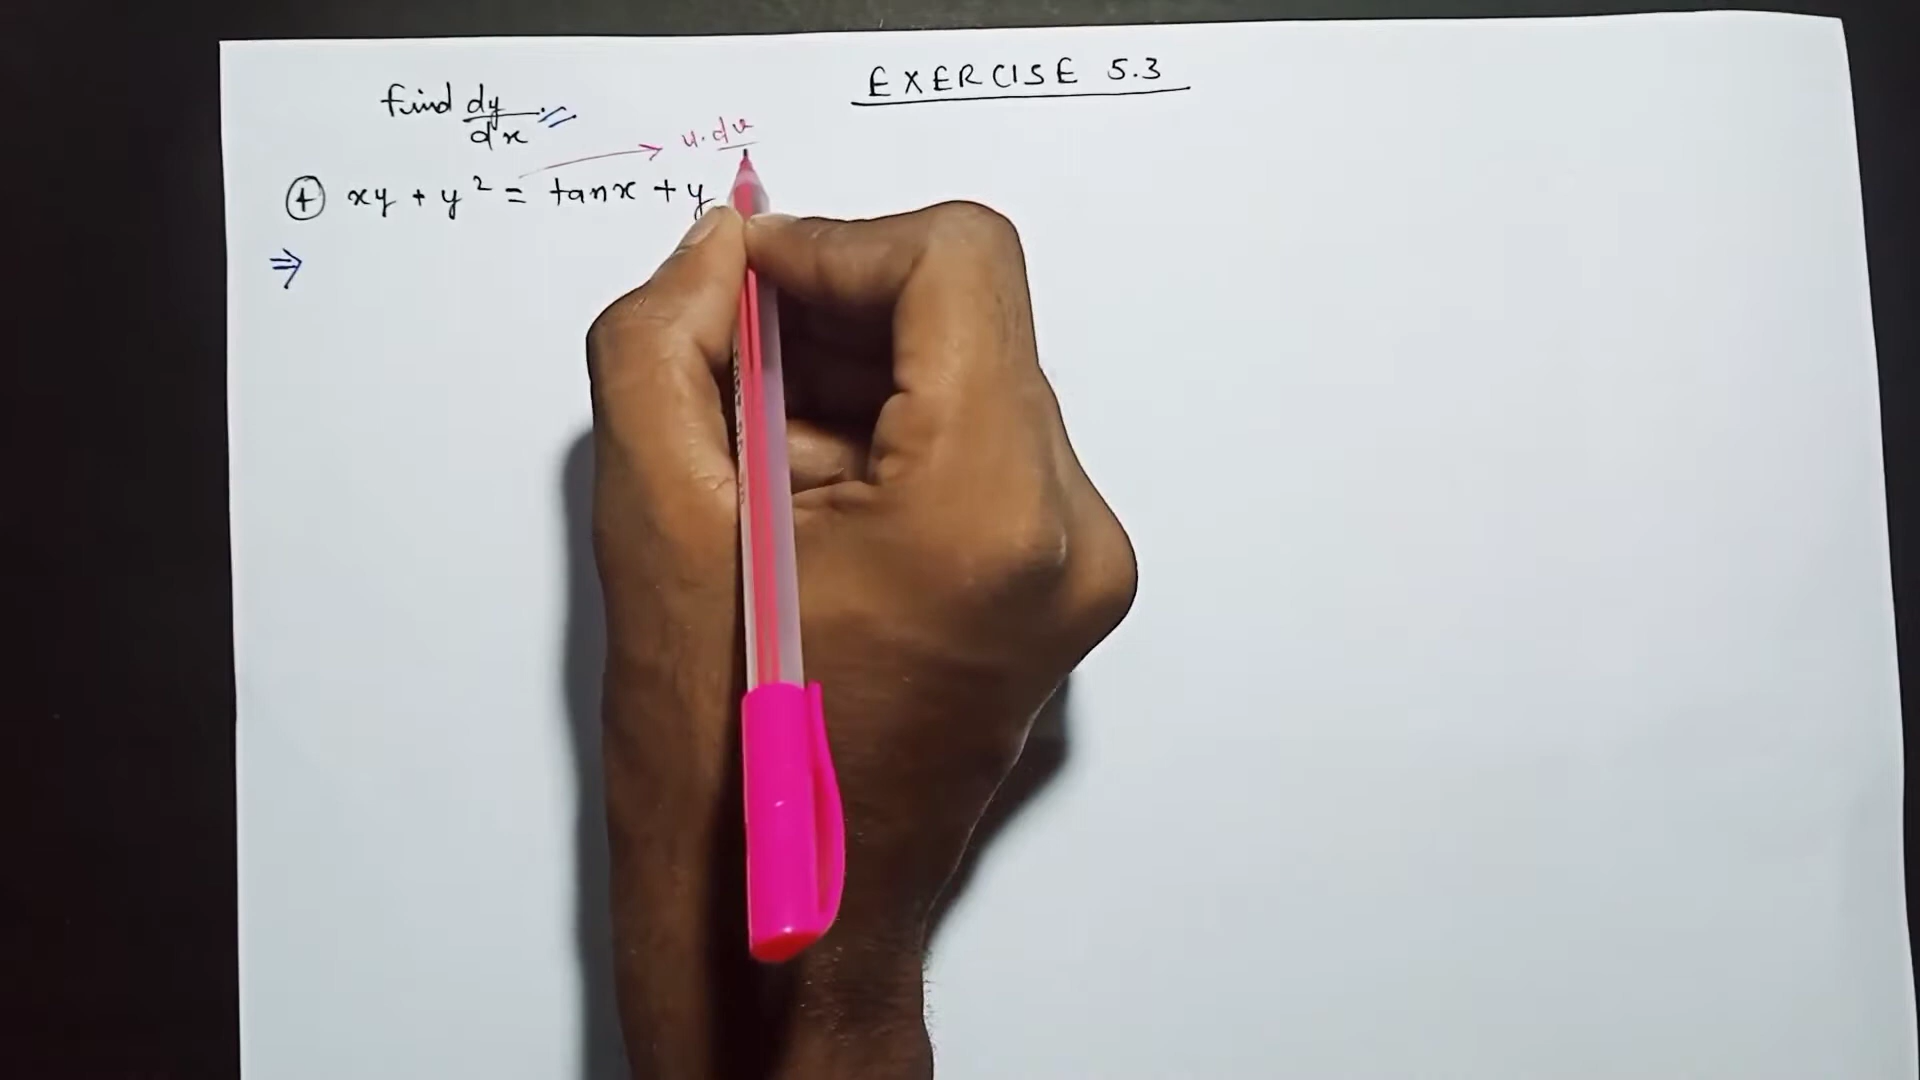 EXERCISE 5.3
find dy/dx
u. dv
④ xy + y² = tanx + y
⇒